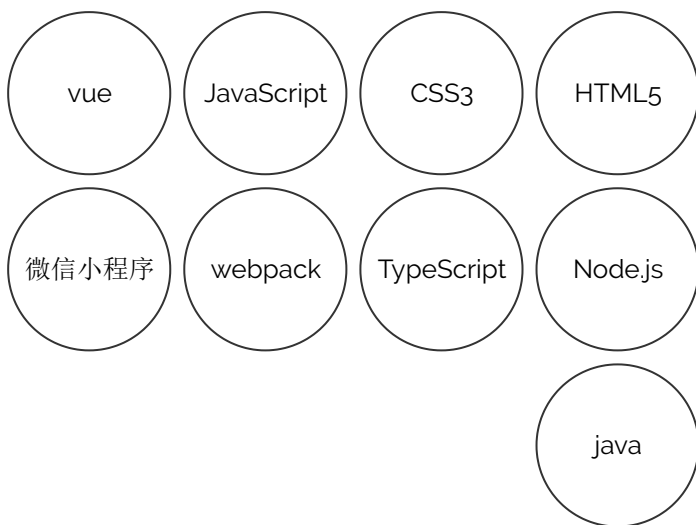 vue
JavaScript
CSS3
HTML5
微信小程序
webpack
TypeScript
Node.js
java